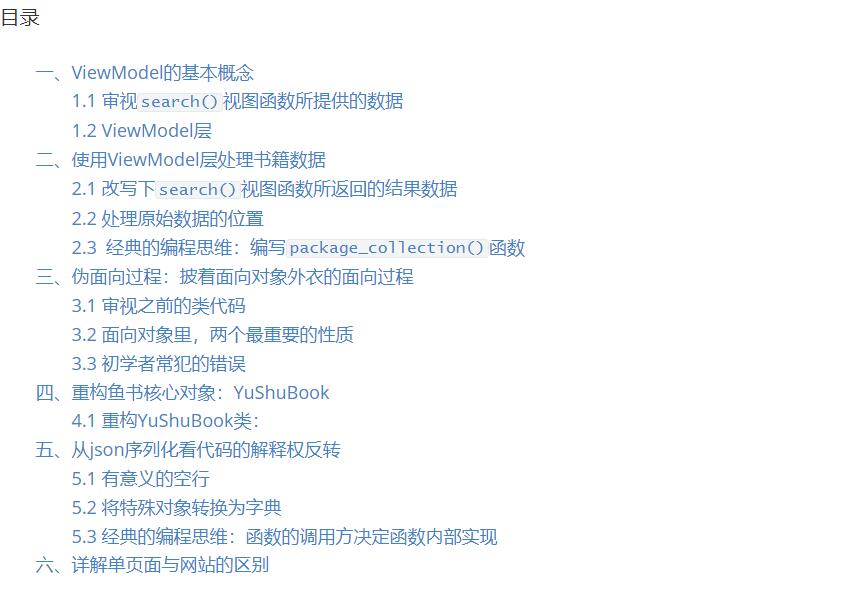 目录
一、ViewModel的基本概念
1.1 审视search()视图函数所提供的数据
1.2 ViewModel层
二、使用ViewModel层处理书籍数据
2.1 改写下search()视图函数所返回的结果数据
2.2 处理原始数据的位置
2.3 经典的编程思维：编写package_collection()函数
三、伪面向过程：披着面向对象外衣的面向过程
3.1 审视之前的类代码
3.2 面向对象里，两个最重要的性质
3.3 初学者常犯的错误
四、重构鱼书核心对象：YuShuBook
4.1 重构YuShuBook类：
五、从json序列化看代码的解释权反转
5.1 有意义的空行
5.2 将特殊对象转换为字典
5.3 经典的编程思维：函数的调用方决定函数内部实现
六、详解单页面与网站的区别